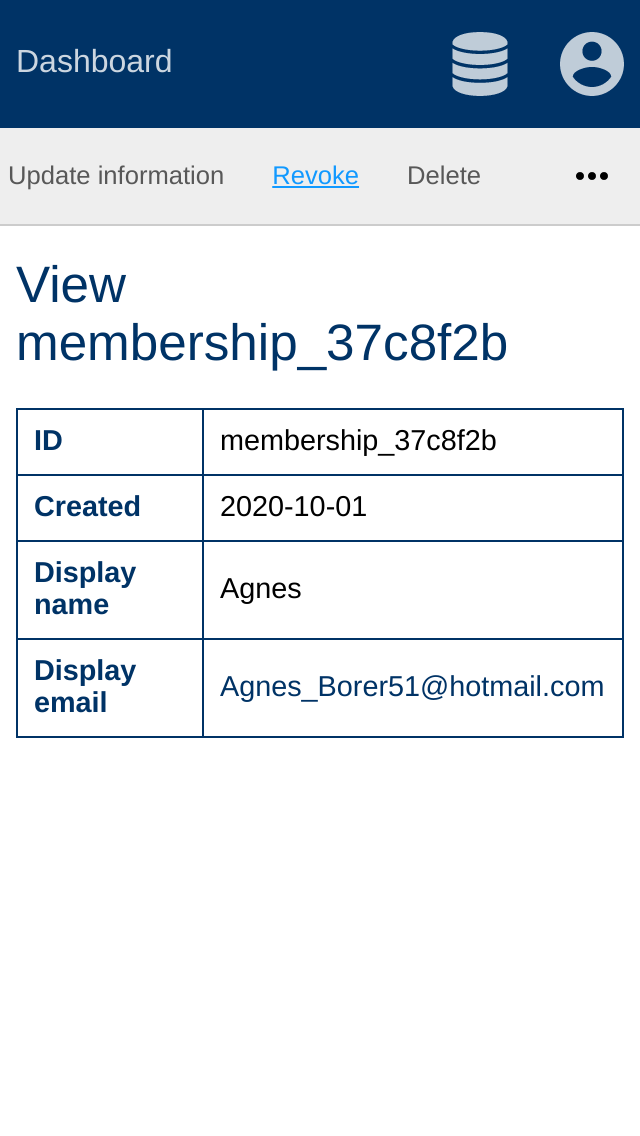 Dashboard
Update information Revoke Delete •••
View
membership_37c8f2b
ID membership_37c8f2b
Created 2020-10-01
Display
name
Agnes
Display
email
Agnes_Borer51@hotmail.com